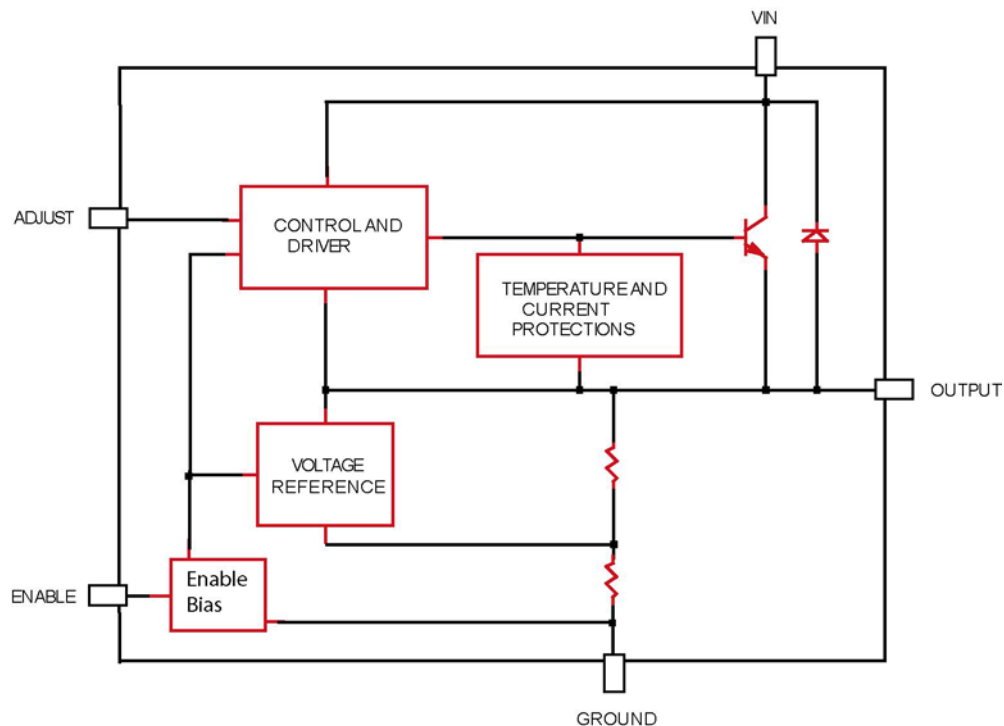 VIN
ADJUST
CONTROL AND
DRIVER
TEMPERATURE AND
CURRENT
PROTECTIONS
OUTPUT
VOLTAGE
REFERENCE
ENABLE
Enable
Bias
GROUND